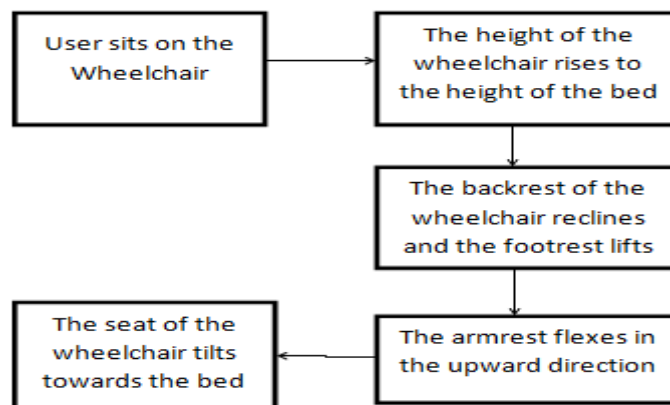 User sits on the
Wheelchair
The height of the
wheelchair rises to
the height of the bed
The backrest of the
wheelchair reclines
and the footrest lifts
The armrest flexes in
the upward direction
The seat of the
wheelchair tilts
towards the bed